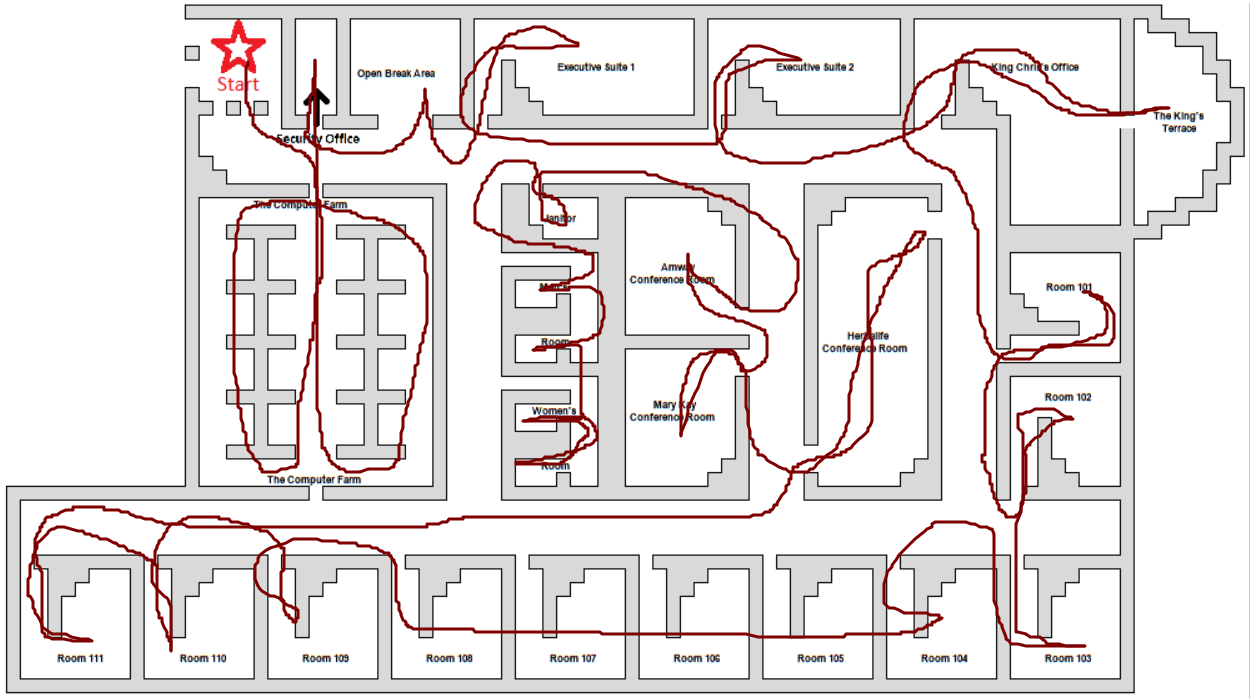 Start
Open Break Area
Executive Suite 1
Executive Suite 2
King Chris's Office
The King's
Terrace
Security Office
The Computer Farm
Janitor
Amway
Conference Room
Men's
Room
Room 101
Herbalife
Conference Room
Women's
Room
Mary Kay
Conference Room
Room 102
The Computer Farm
Room 111
Room 110
Room 109
Room 108
Room 107
Room 106
Room 105
Room 104
Room 103